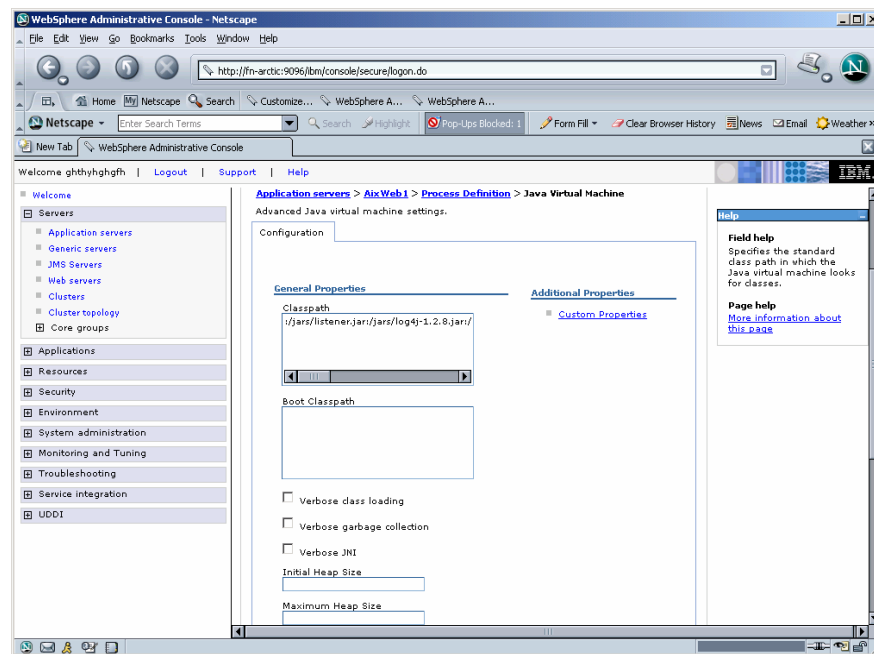 WebSphere Administrative Console - Netscape
File Edit View Go Bookmarks Tools Window Help
http://fn-arctic:9096/ibm/console/secure/logon.do
Home My Netscape Search Customize... WebSphere A... WebSphere A...
Netscape Enter Search Terms Search Highlight Pop-Ups Blocked: 1 Form Fill Clear Browser History News Email Weather
New Tab WebSphere Administrative Console
Welcome ghthyhghgfh | Logout | Support | Help
IBM
Welcome
Servers
Application servers
Generic servers
JMS Servers
Web servers
Clusters
Cluster topology
Core groups
Applications
Resources
Security
Environment
System administration
Monitoring and Tuning
Troubleshooting
Service integration
UDDI
Application servers > AixWeb1 > Process Definition > Java Virtual Machine
Advanced Java virtual machine settings.
Configuration
General Properties
Classpath
:/jars/listener.jar:/jars/log4j-1.2.8.jar:/
Boot Classpath
Verbose class loading
Verbose garbage collection
Verbose JNI
Initial Heap Size
Maximum Heap Size
Additional Properties
Custom Properties
Help
Field help
Specifies the standard
class path in which the
Java virtual machine looks
for classes.
Page help
More information about
this page